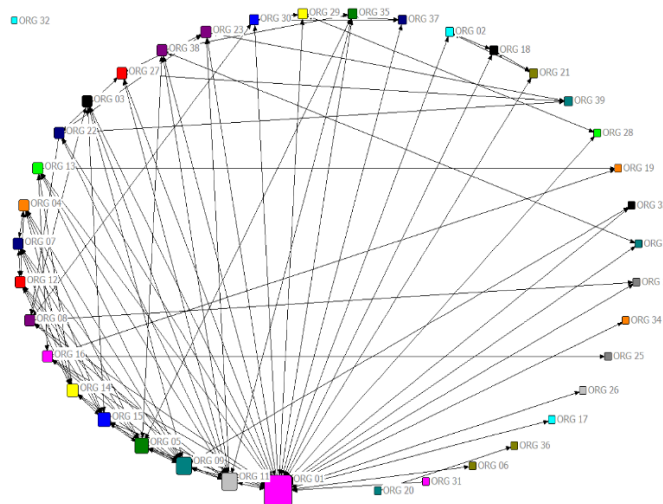 ORG 32
ORG 30
ORG 29
ORG 35
ORG 37
ORG 23
ORG 02
ORG 38
ORG 18
ORG 27
ORG 21
ORG 03
ORG 39
ORG 22
ORG 28
ORG 13
ORG 19
ORG 04
ORG 3
ORG 07
ORG
ORG 12
ORG
ORG 08
ORG 34
ORG 16
ORG 25
ORG 14
ORG 26
ORG 15
ORG 17
ORG 05
ORG 36
ORG 09
ORG 06
ORG 11
ORG 01
ORG 31
ORG 20